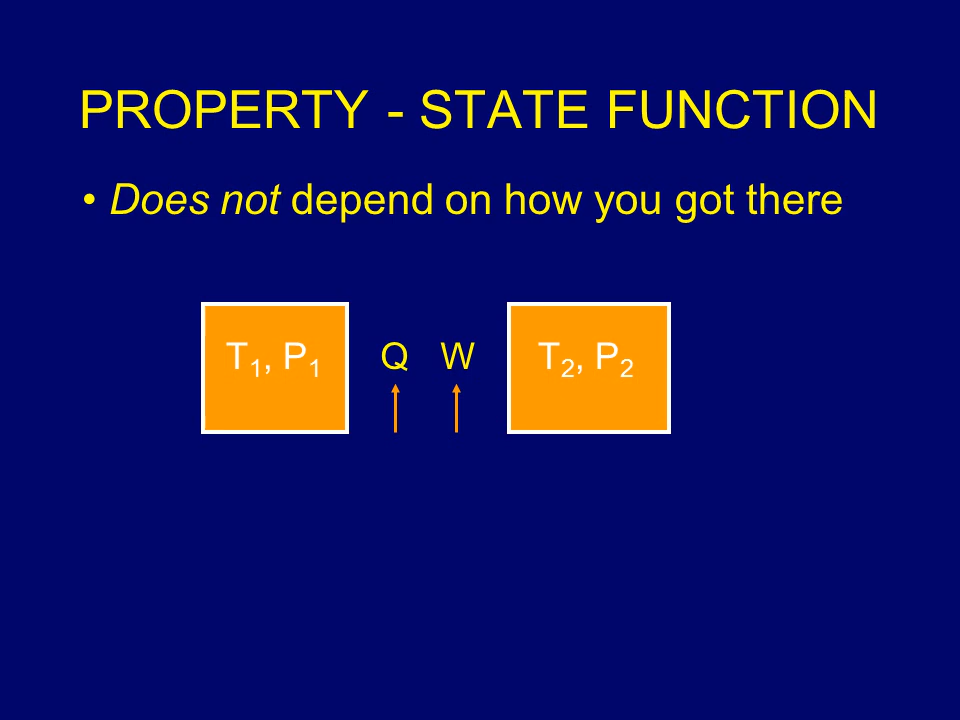 PROPERTY - STATE FUNCTION
• Does not depend on how you got there
T₁, P₁ Q W T₂, P₂